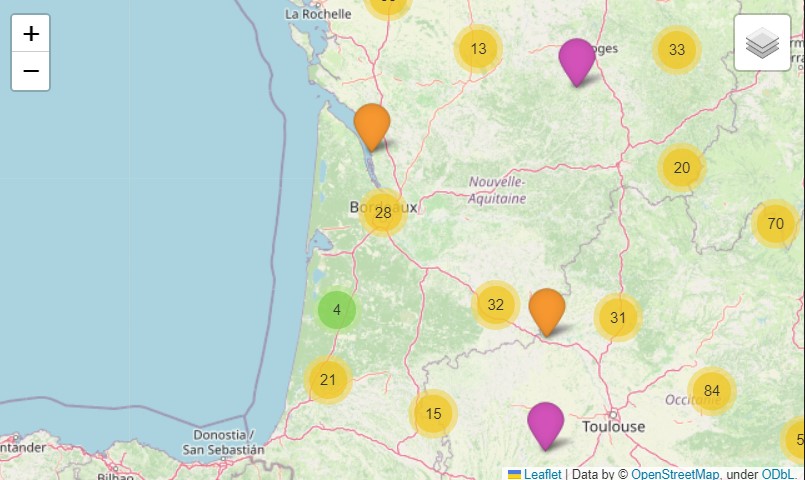 +
−
La Rochelle
13
oges
33
20
Nouvelle-
Aquitaine
Bordeaux
28
70
4
32
31
21
84
15
Occitanie
Toulouse
5
Donostia /
San Sebastián
ntander
Bilbao
Leaflet | Data by © OpenStreetMap, under ODbL.